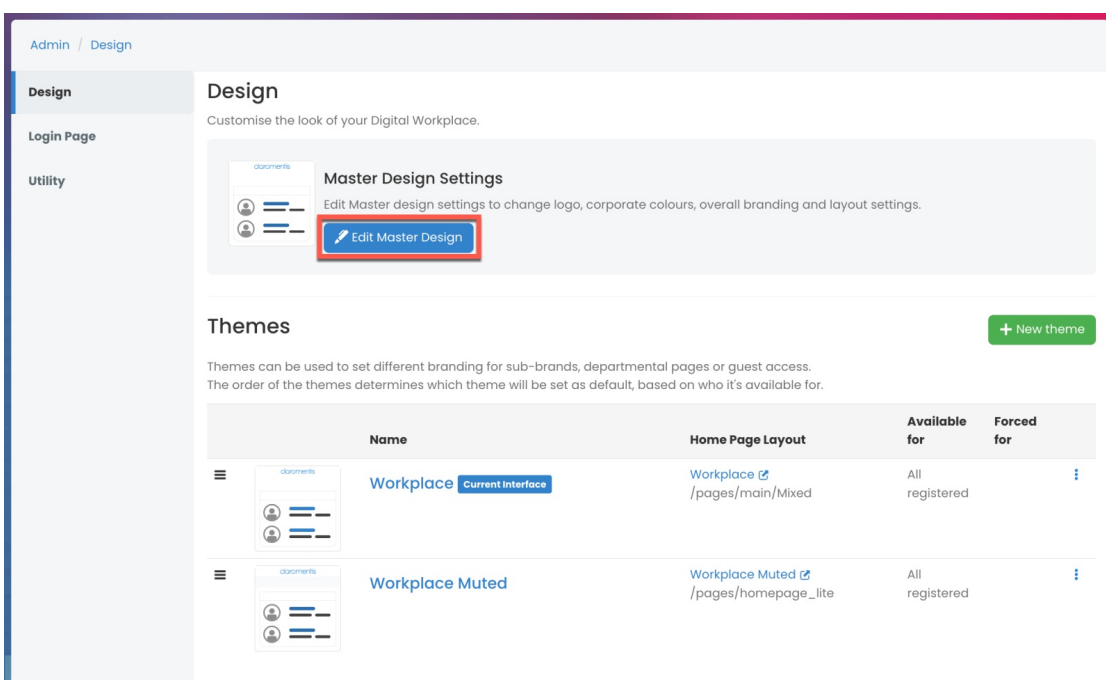 Admin / Design
Design
Login Page
Utility
Design
Customise the look of your Digital Workplace.
claromentis
Master Design Settings
Edit Master design settings to change logo, corporate colours, overall branding and layout settings.
Edit Master Design
Themes
+ New theme
Themes can be used to set different branding for sub-brands, departmental pages or guest access.
The order of the themes determines which theme will be set as default, based on who it's available for.
Name
Home Page Layout
Available
for
Forced
for
claromentis
Workplace Current Interface
Workplace
/pages/main/Mixed
All
registered
claromentis
Workplace Muted
Workplace Muted
/pages/homepage_lite
All
registered